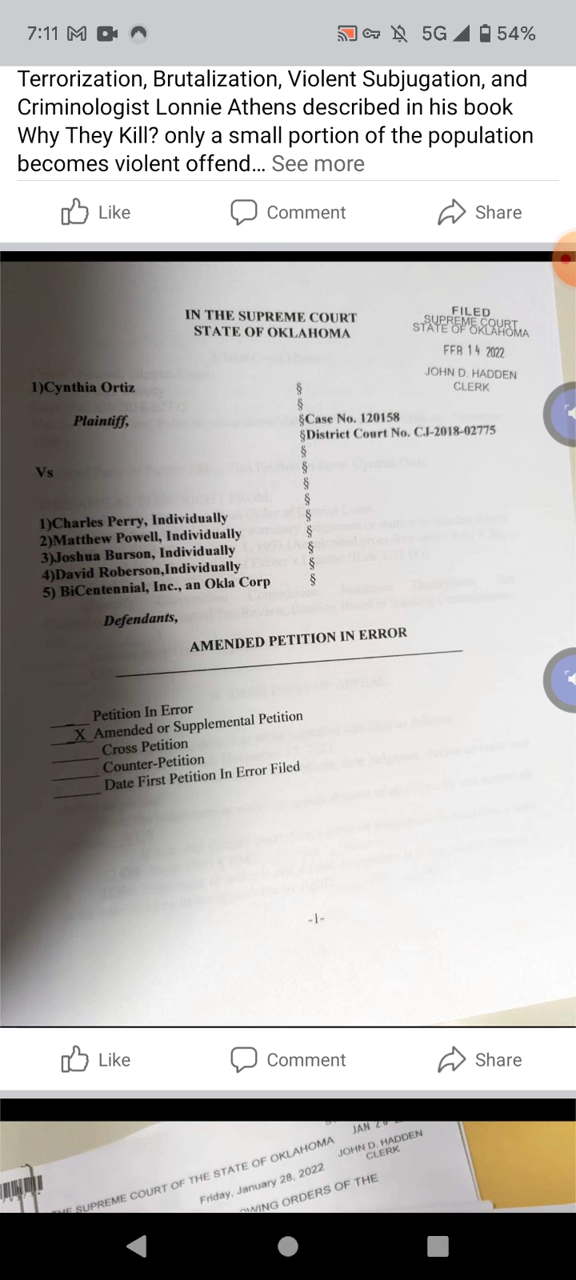 7:11 5G 54%
Terrorization, Brutalization, Violent Subjugation, and
Criminologist Lonnie Athens described in his book
Why They Kill? only a small portion of the population
becomes violent offend... See more
Like Comment Share
IN THE SUPREME COURT
STATE OF OKLAHOMA
FILED
SUPREME COURT
STATE OF OKLAHOMA
FEB 14 2022
JOHN D. HADDEN
CLERK
1)Cynthia Ortiz §
§
Plaintiff, §Case No. 120158
§District Court No. CJ-2018-02775
§
Vs §
§
§
1)Charles Perry, Individually §
2)Matthew Powell, Individually §
3)Joshua Burson, Individually §
4)David Roberson,Individually §
5) BiCentennial, Inc., an Okla Corp §
Defendants,
AMENDED PETITION IN ERROR
Petition In Error
X Amended or Supplemental Petition
Cross Petition
Counter-Petition
Date First Petition In Error Filed
-1-
Like Comment Share
JAN
JOHN D. HADDEN
CLERK
SUPREME COURT OF THE STATE OF OKLAHOMA
Friday, January 28, 2022
ORDERS OF THE